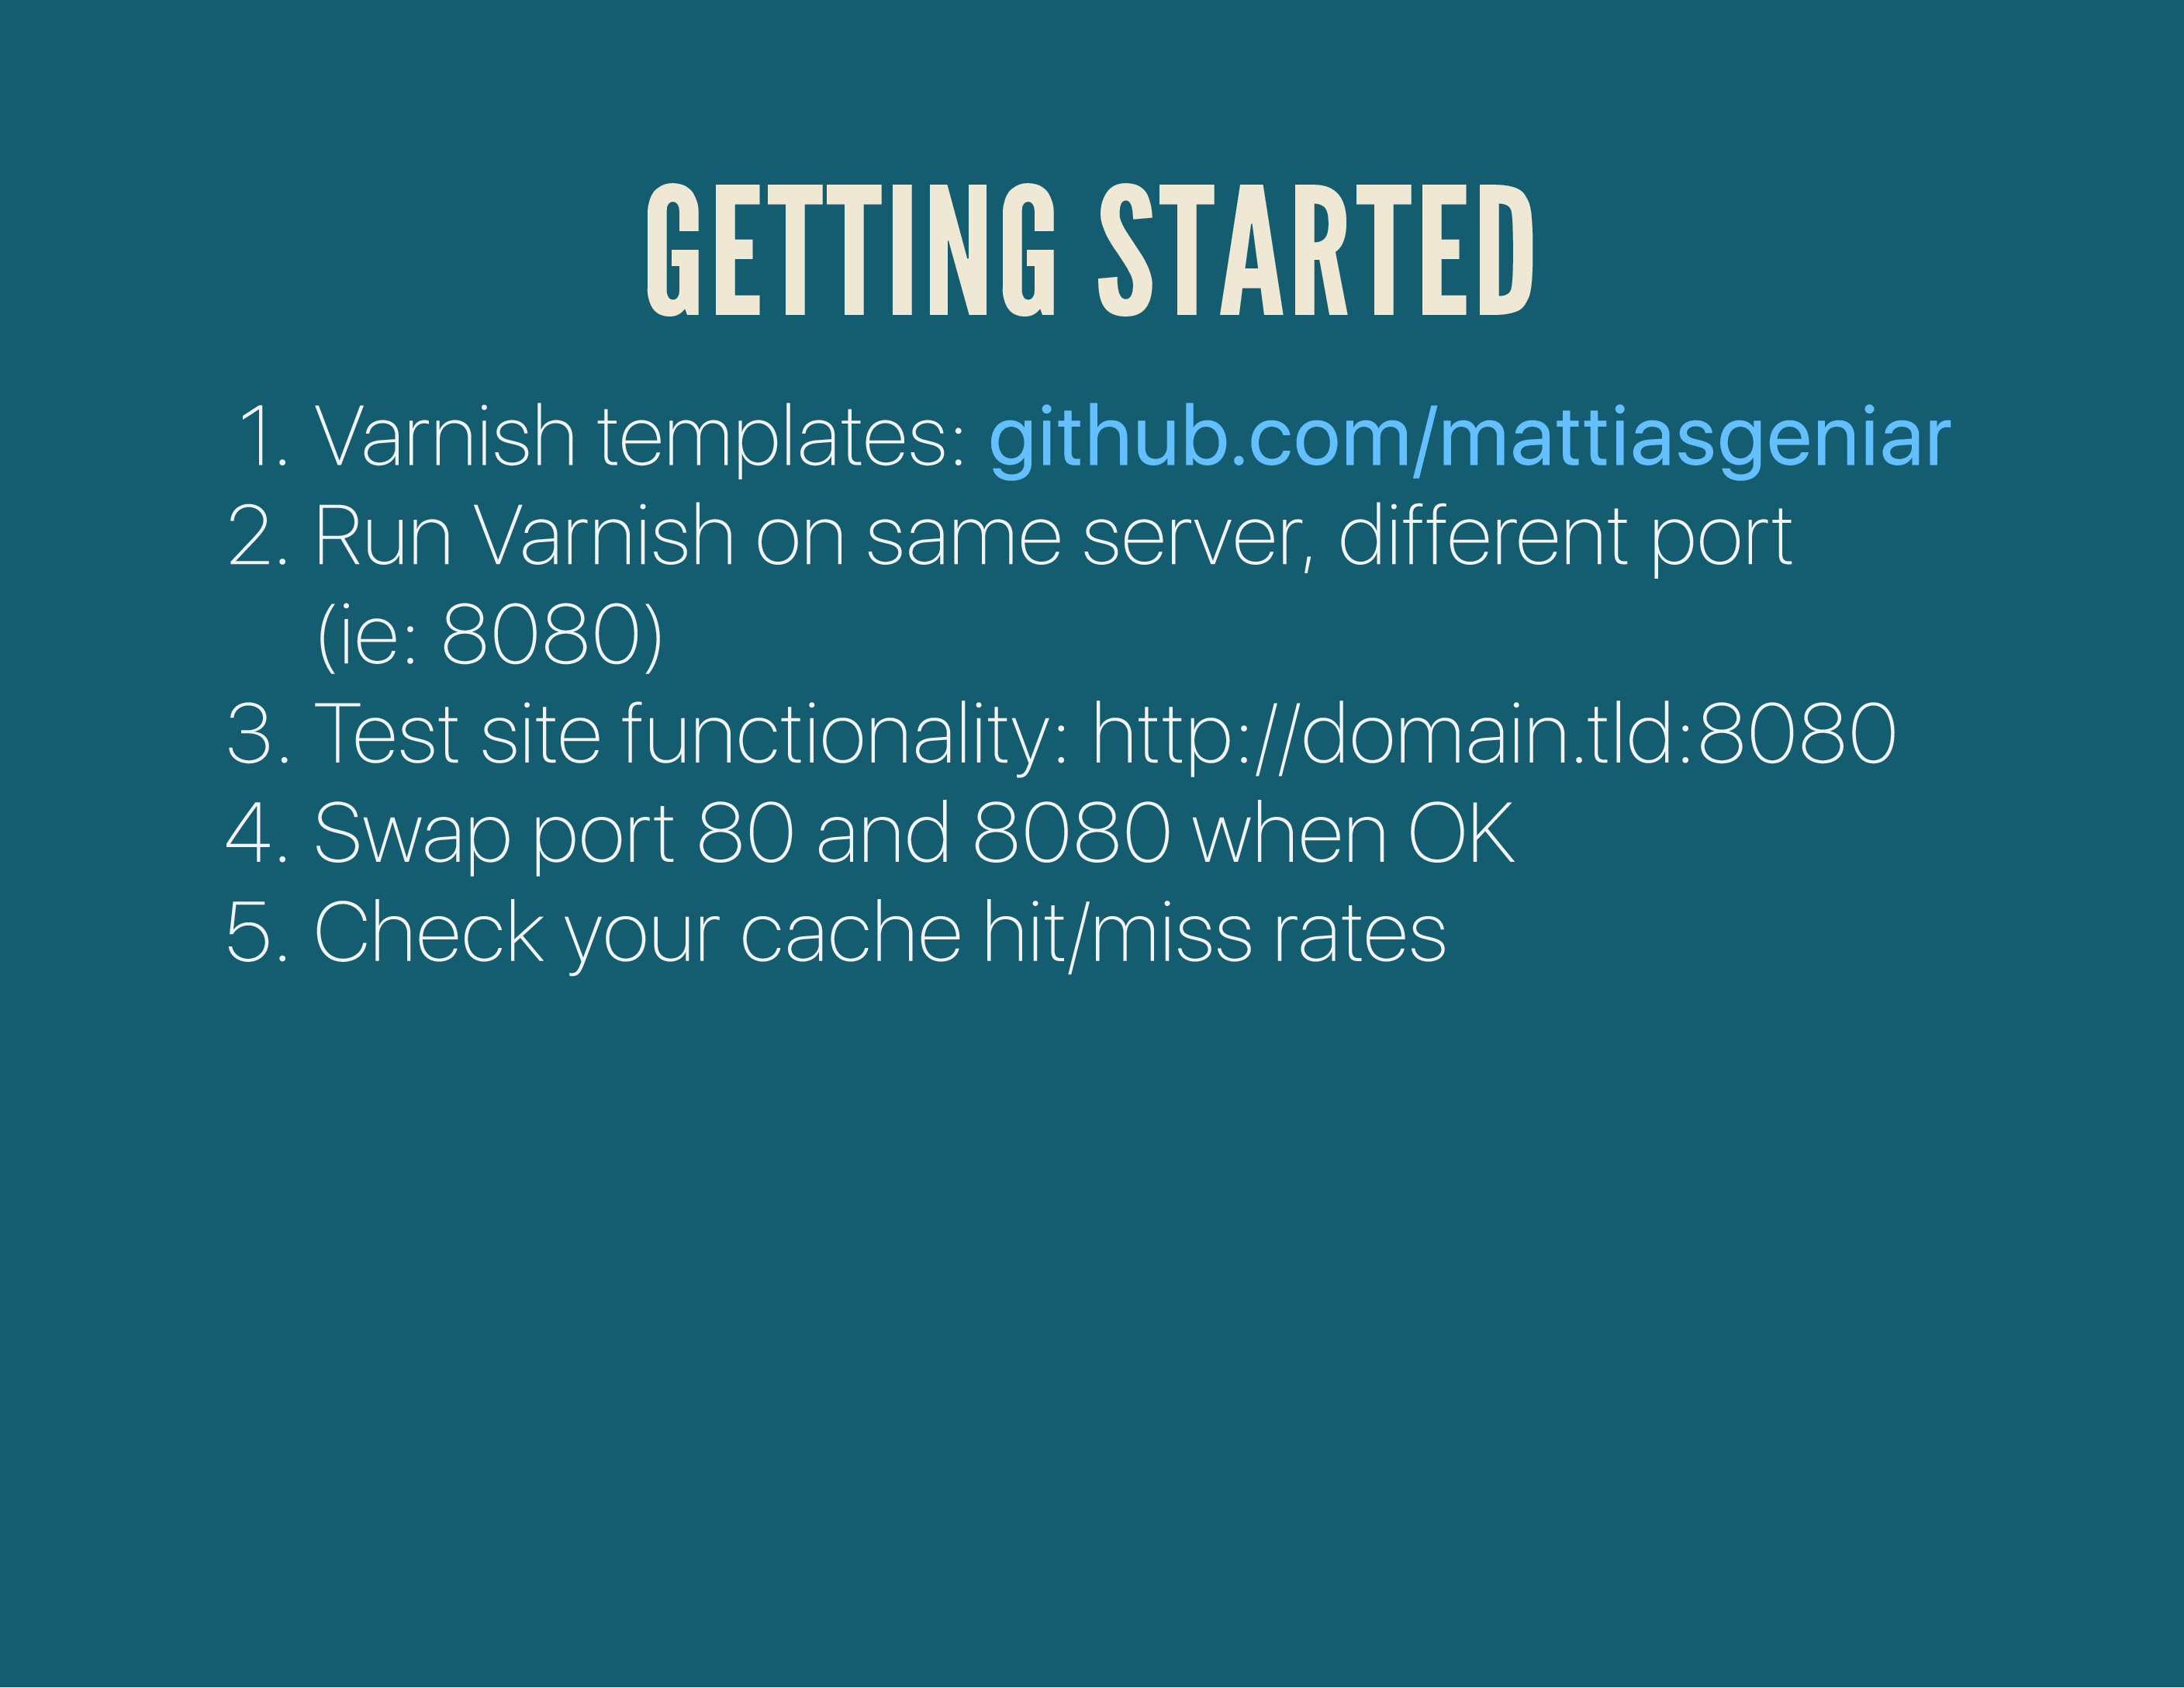 GETTING STARTED
1. Varnish templates: github.com/mattiasgeniar
2. Run Varnish on same server, different port
(ie: 8080)
3. Test site functionality: http://domain.tld:8080
4. Swap port 80 and 8080 when OK
5. Check your cache hit/miss rates